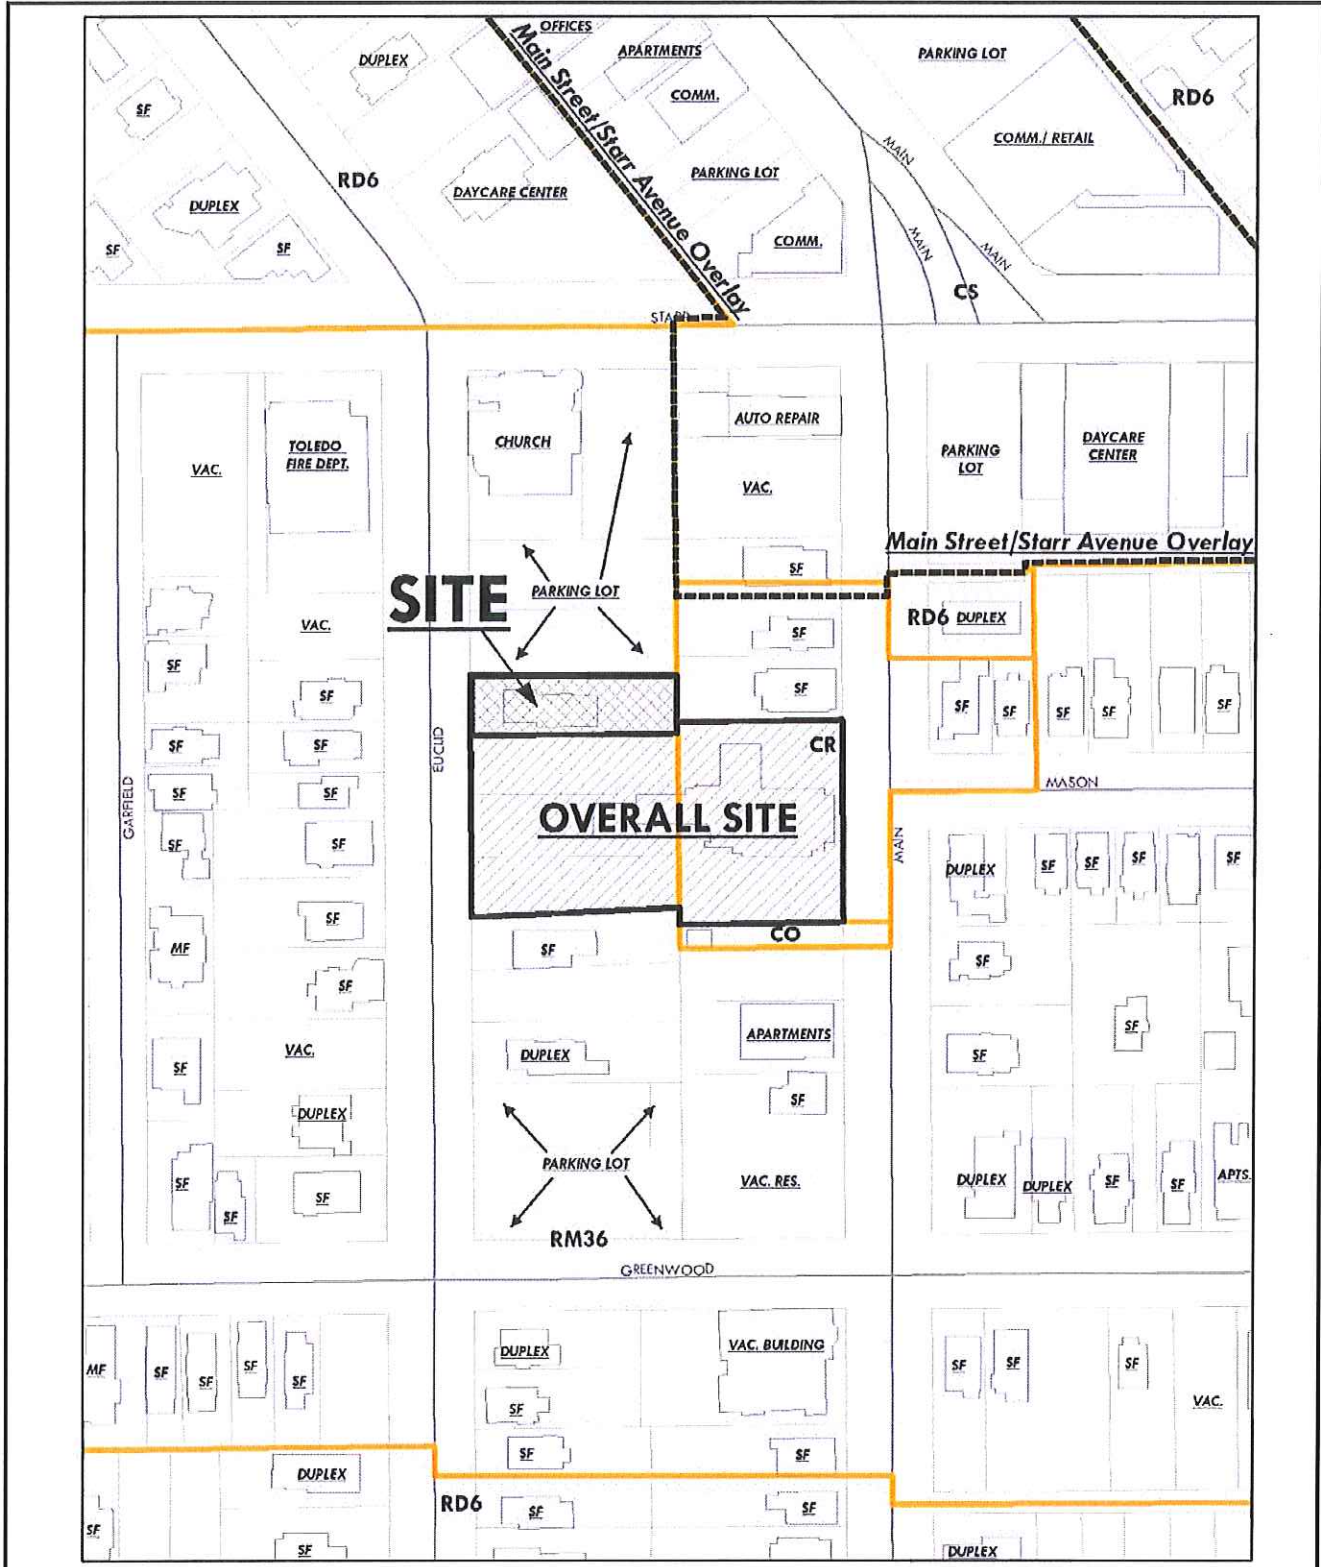 OFFICES
DUPLEX
APARTMENTS
PARKING LOT
Main Street/Starr Avenue Overlay
COMM.
RD6
SF
COMM./ RETAIL
MAIN
RD6
DAYCARE CENTER
PARKING LOT
DUPLEX
MAIN
MAIN
SF
SF
COMM.
CS
STARR
AUTO REPAIR
CHURCH
TOLEDO
FIRE DEPT.
DAYCARE
CENTER
PARKING
LOT
VAC.
VAC.
Main Street/Starr Avenue Overlay
SF
SITE
PARKING LOT
RD6
DUPLEX
VAC.
SF
SF
SF
SF
SF
SF
SF
SF
SF
SF
SF
EUCLID
CR
MASON
GARFIELD
SF
SF
OVERALL SITE
SF
SF
MAIN
DUPLEX
SF
SF
SF
SF
SF
CO
MF
SF
SF
SF
SF
VAC.
DUPLEX
APARTMENTS
SF
SF
SF
SF
DUPLEX
PARKING LOT
SF
SF
SF
VAC. RES.
DUPLEX
DUPLEX
SF
SF
APTS.
RM36
GREENWOOD
MF
SF
SF
SF
SF
DUPLEX
VAC. BUILDING
SF
SF
SF
SF
VAC.
SF
SF
DUPLEX
RD6
SF
SF
SF
SF
DUPLEX